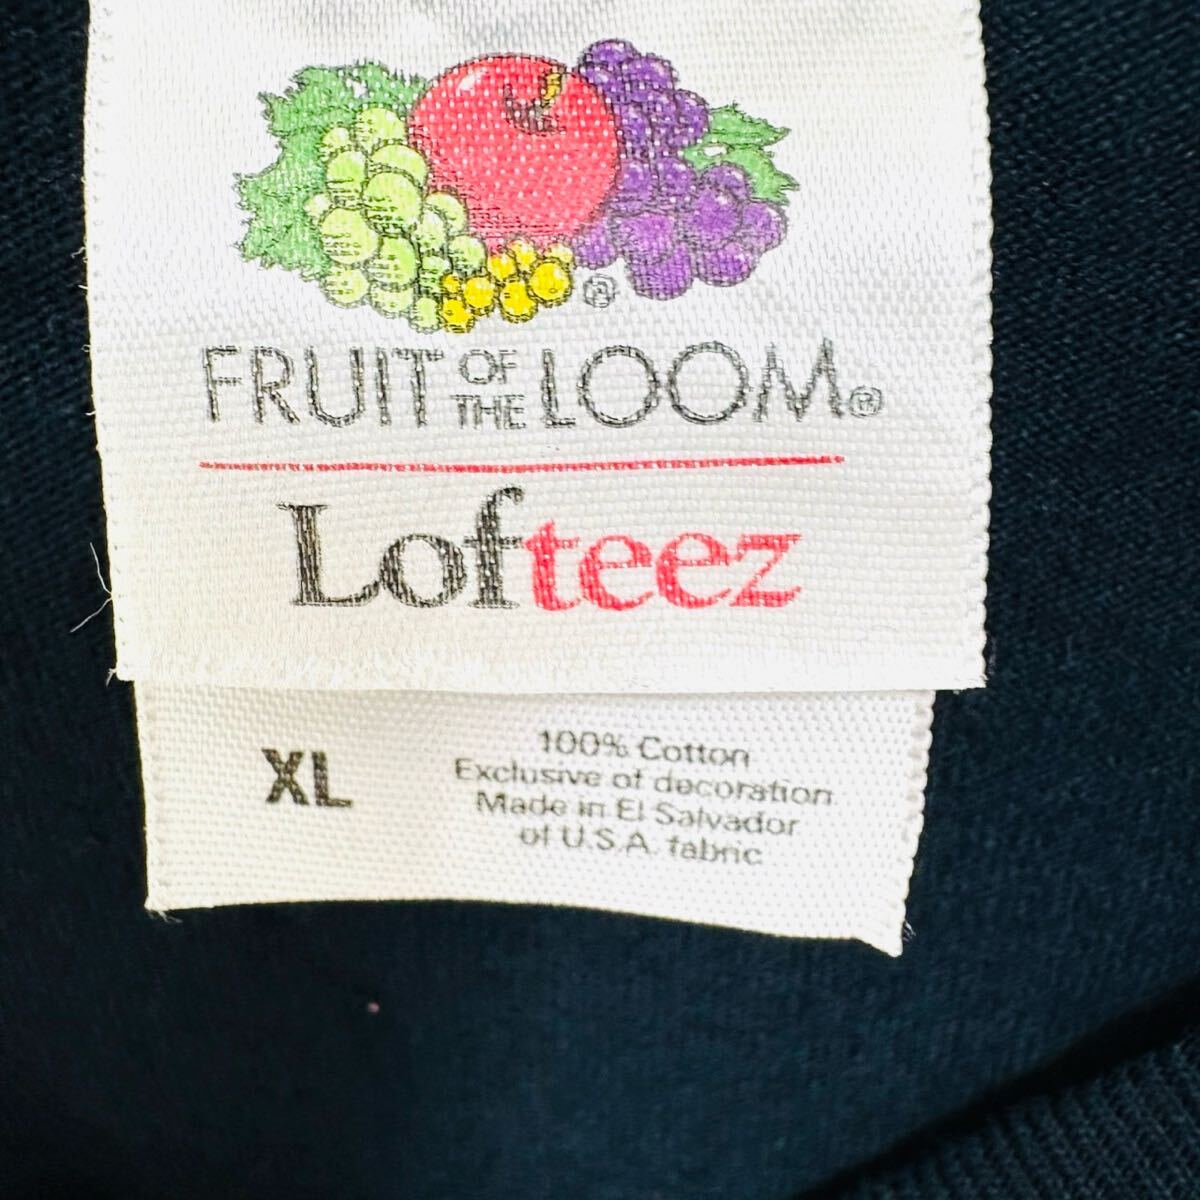 ®
FRUIT OF THE LOOM®
Lofteez
XL
100% Cotton
Exclusive of decoration
Made in El Salvador
of U.S.A. fabric